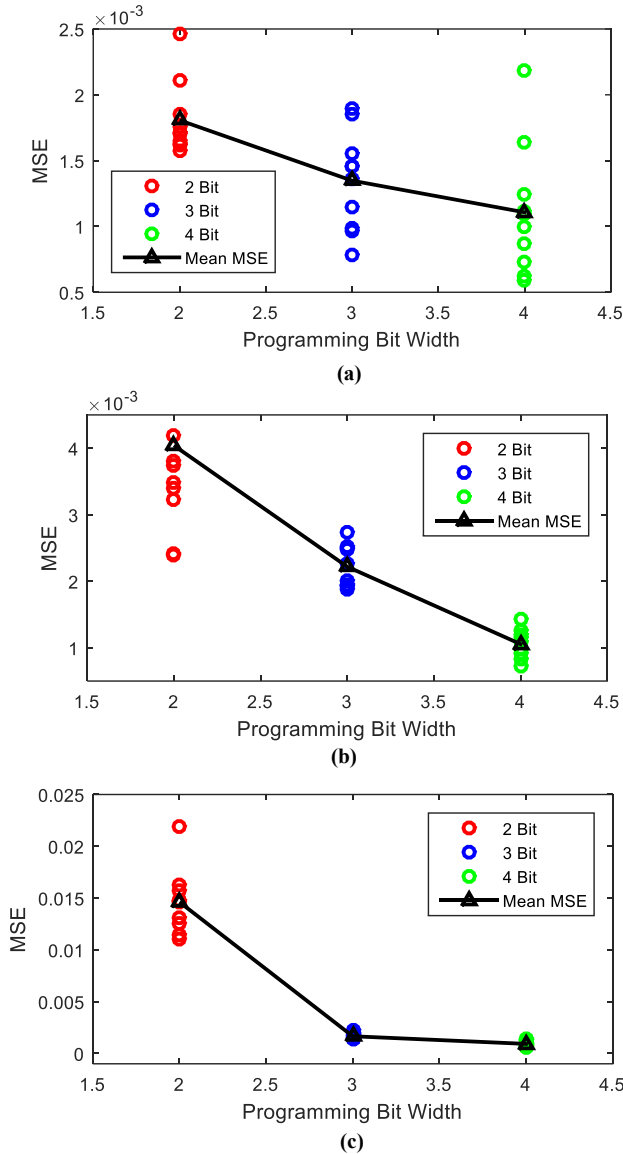 ×10-3
2.5
2
1.5
1
0.5
MSE
2 Bit
3 Bit
4 Bit
Mean MSE
1.5 2 2.5 3 3.5 4 4.5
Programming Bit Width
(a)
×10-3
4
3
2
1
MSE
2 Bit
3 Bit
4 Bit
Mean MSE
1.5 2 2.5 3 3.5 4 4.5
Programming Bit Width
(b)
0.025
0.02
0.015
0.01
0.005
0
MSE
2 Bit
3 Bit
4 Bit
Mean MSE
1.5 2 2.5 3 3.5 4 4.5
Programming Bit Width
(c)